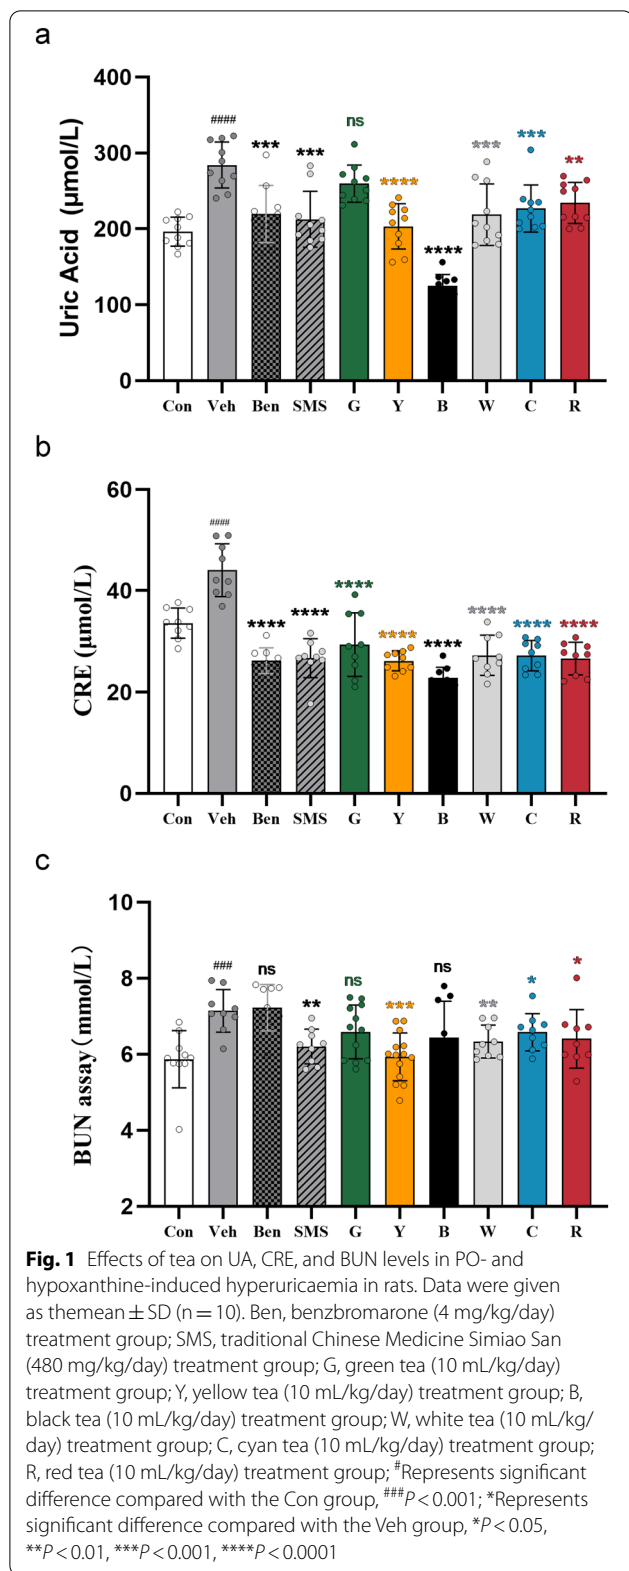 a
Uric Acid (μmol/L)
400
300
200
100
0
####
***
***
ns
****
****
***
***
**
Con Veh Ben SMS G Y B W C R
b
CRE (μmol/L)
60
40
20
0
####
****
****
****
****
****
****
****
****
Con Veh Ben SMS G Y B W C R
c
BUN assay (mmol/L)
10
8
6
4
2
###
ns
**
ns
***
ns
**
*
*
Con Veh Ben SMS G Y B W C R
Fig. 1 Effects of tea on UA, CRE, and BUN levels in PO- and
hypoxanthine-induced hyperuricaemia in rats. Data were given
as themean ± SD (n = 10). Ben, benzbromarone (4 mg/kg/day)
treatment group; SMS, traditional Chinese Medicine Simiao San
(480 mg/kg/day) treatment group; G, green tea (10 mL/kg/day)
treatment group; Y, yellow tea (10 mL/kg/day) treatment group; B,
black tea (10 mL/kg/day) treatment group; W, white tea (10 mL/kg/
day) treatment group; C, cyan tea (10 mL/kg/day) treatment group;
R, red tea (10 mL/kg/day) treatment group; #Represents significant
difference compared with the Con group, ###P < 0.001; *Represents
significant difference compared with the Veh group, *P < 0.05,
**P < 0.01, ***P < 0.001, ****P < 0.0001